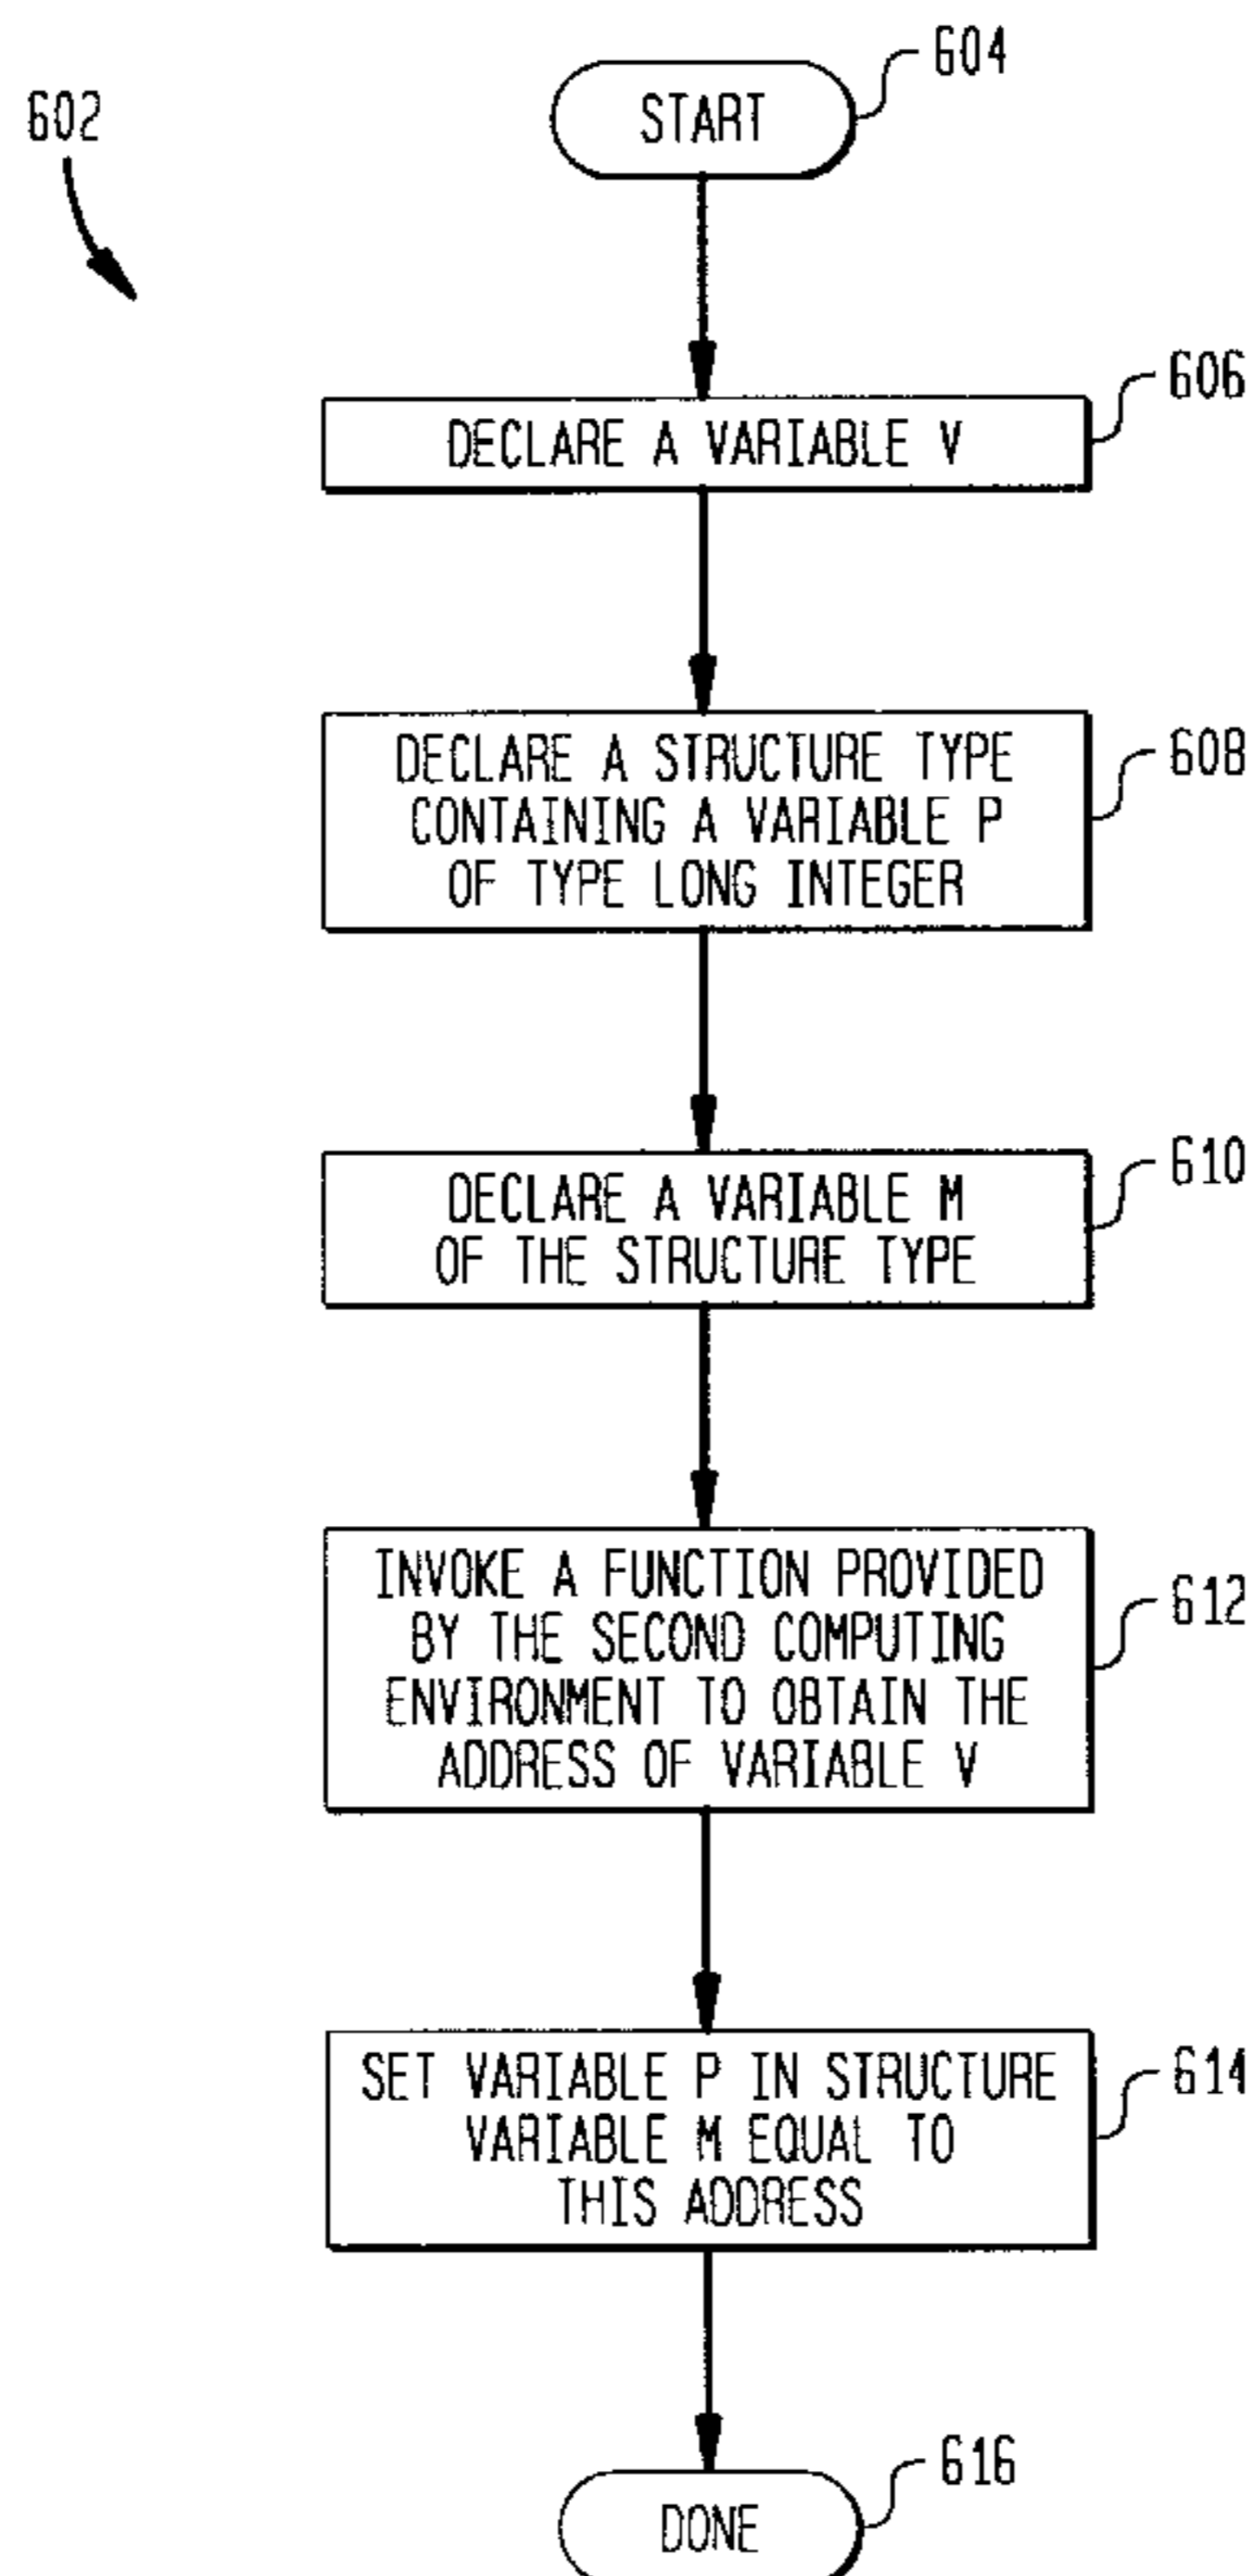 602
START
604
DECLARE A VARIABLE V
606
DECLARE A STRUCTURE TYPE
CONTAINING A VARIABLE P
OF TYPE LONG INTEGER
608
DECLARE A VARIABLE M
OF THE STRUCTURE TYPE
610
INVOKE A FUNCTION PROVIDED
BY THE SECOND COMPUTING
ENVIRONMENT TO OBTAIN THE
ADDRESS OF VARIABLE V
612
SET VARIABLE P IN STRUCTURE
VARIABLE M EQUAL TO
THIS ADDRESS
614
DONE
616